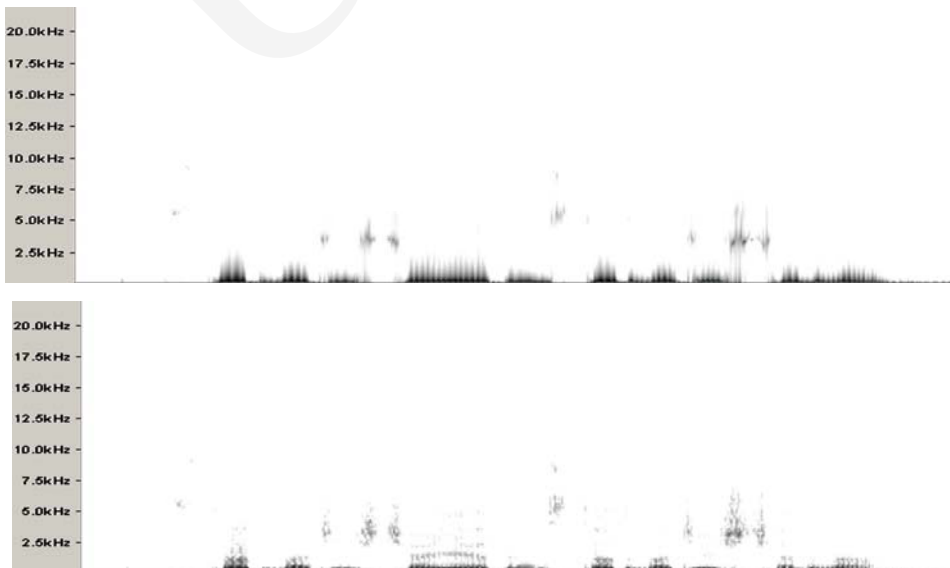 20.0kHz -
17.5kHz -
15.0kHz -
12.5kHz -
10.0kHz -
7.5kHz -
5.0kHz -
2.5kHz -
20.0kHz -
17.5kHz -
15.0kHz -
12.5kHz -
10.0kHz -
7.5kHz -
5.0kHz -
2.5kHz -